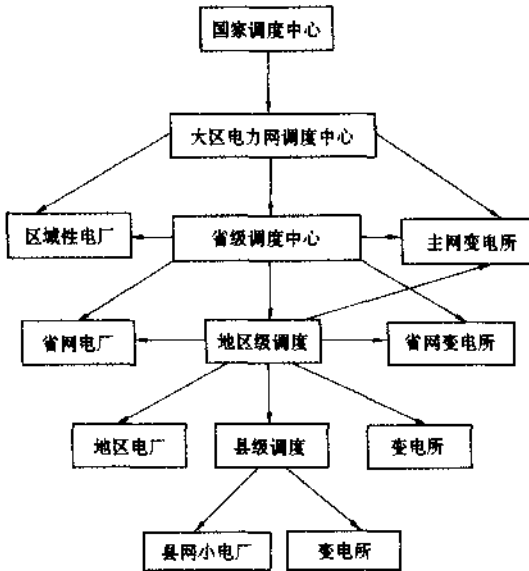 国家调度中心
大区电力网调度中心
区域性电厂
省级调度中心
主网变电所
省网电厂
地区级调度
省网变电所
地区电厂
县级调度
变电所
县网小电厂
变电所